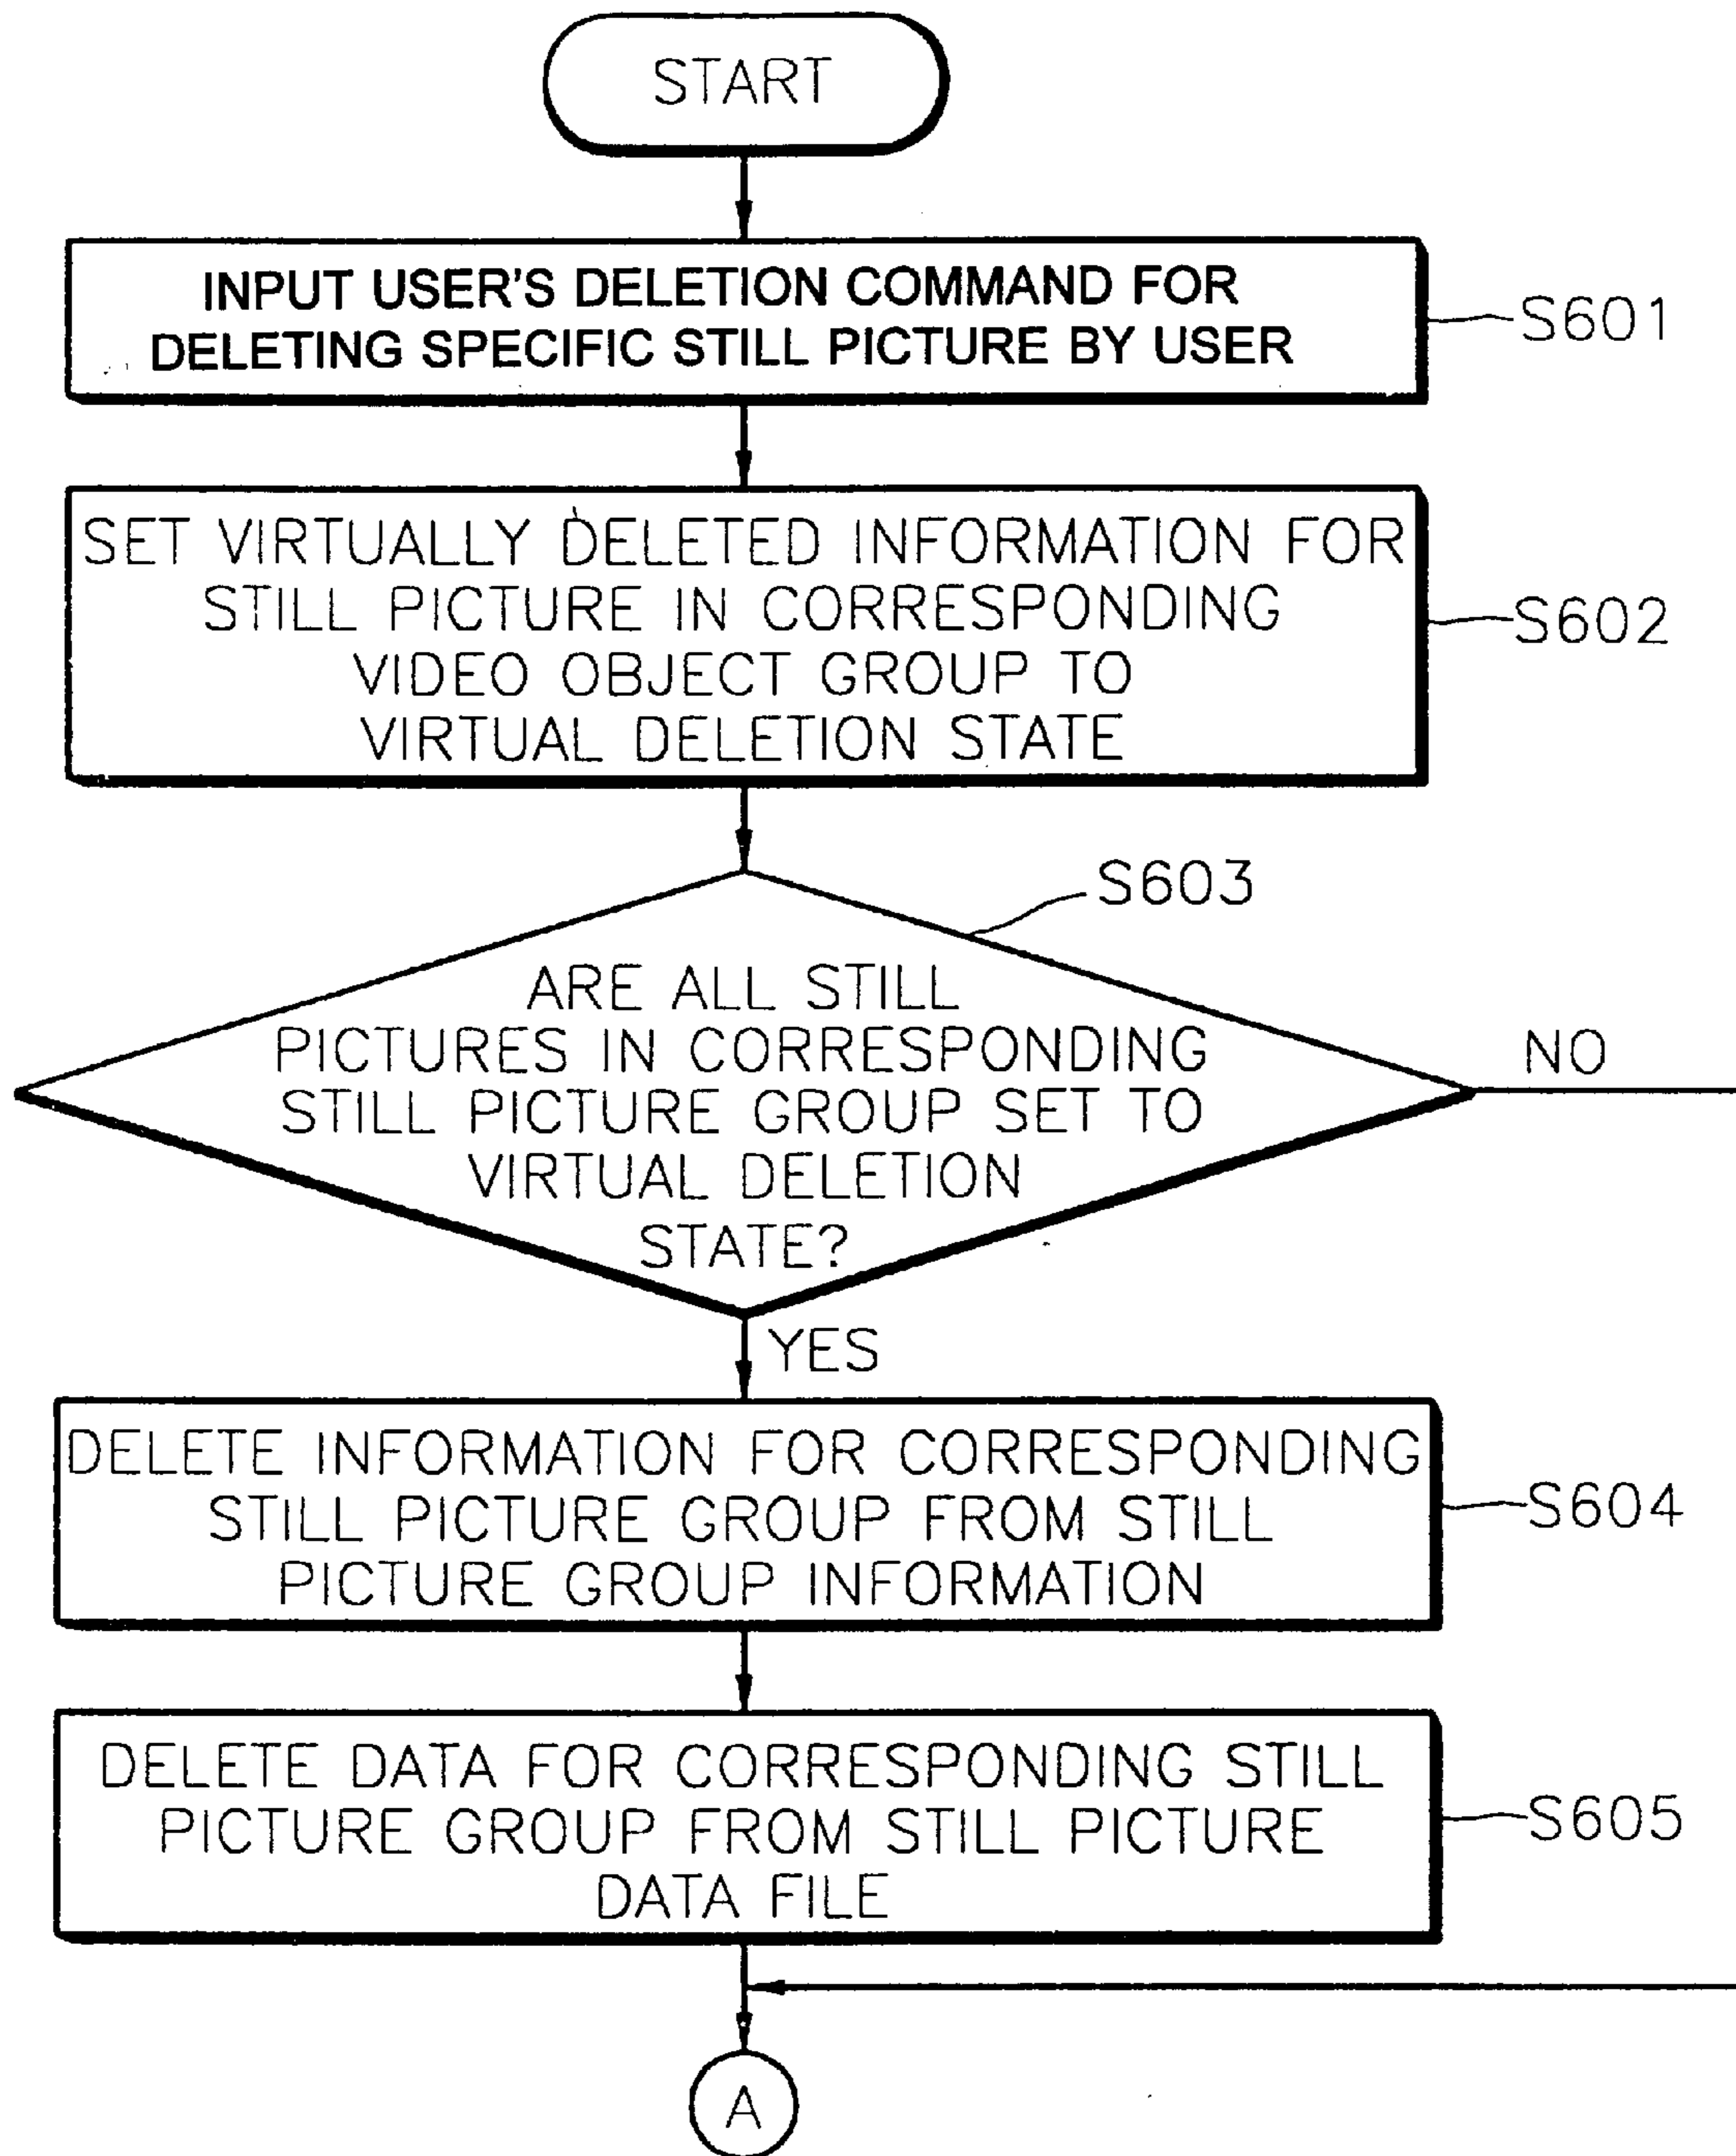 START
INPUT USER'S DELETION COMMAND FOR
DELETING SPECIFIC STILL PICTURE BY USER
S601
SET VIRTUALLY DELETED INFORMATION FOR
STILL PICTURE IN CORRESPONDING
VIDEO OBJECT GROUP TO
VIRTUAL DELETION STATE
S602
S603
ARE ALL STILL
PICTURES IN CORRESPONDING
STILL PICTURE GROUP SET TO
VIRTUAL DELETION
STATE?
NO
YES
DELETE INFORMATION FOR CORRESPONDING
STILL PICTURE GROUP FROM STILL
PICTURE GROUP INFORMATION
S604
DELETE DATA FOR CORRESPONDING STILL
PICTURE GROUP FROM STILL PICTURE
DATA FILE
S605
A